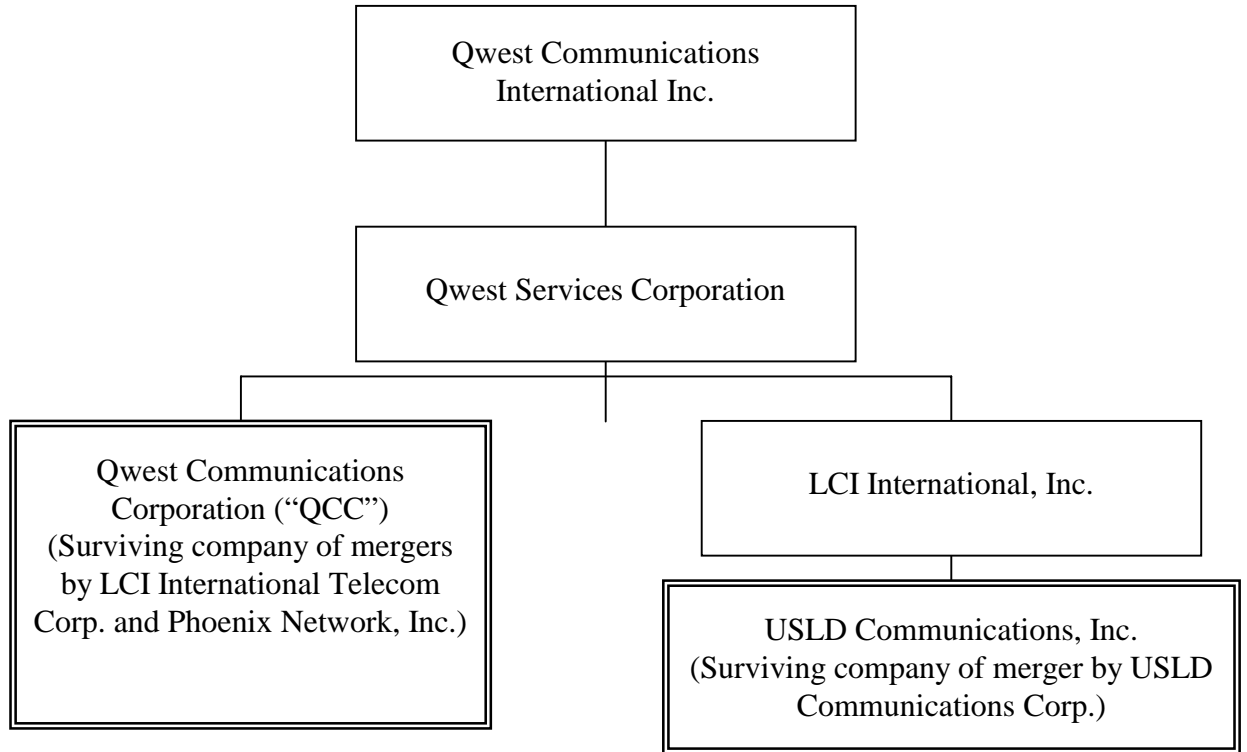 Qwest Communications
International Inc.
Qwest Services Corporation
Qwest Communications
Corporation (“QCC”)
(Surviving company of mergers
by LCI International Telecom
Corp. and Phoenix Network, Inc.)
LCI International, Inc.
USLD Communications, Inc.
(Surviving company of merger by USLD
Communications Corp.)